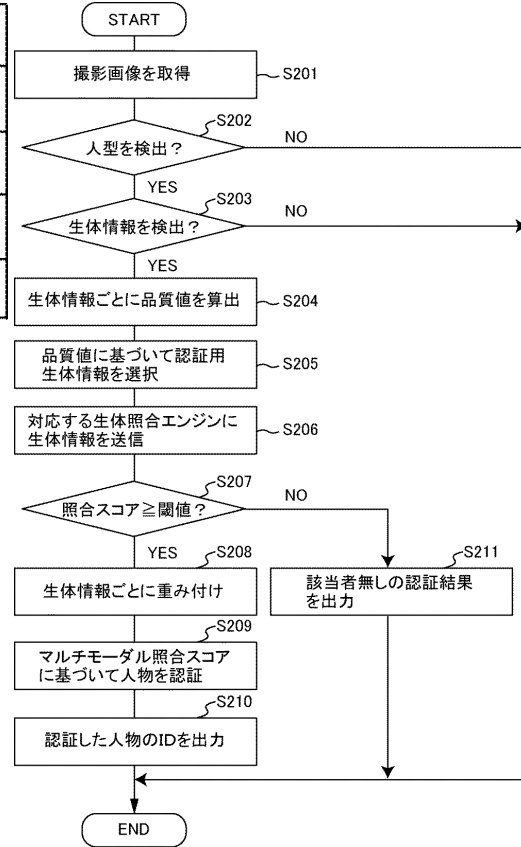 START
撮影画像を取得
S201
S202
人型を検出？
NO
YES
S203
生体情報を検出？
NO
YES
生体情報ごとに品質値を算出
S204
品質値に基づいて認証用
生体情報を選択
S205
対応する生体照合エンジンに
生体情報を送信
S206
S207
照合スコア≧閾値？
NO
YES
S208
生体情報ごとに重み付け
S211
該当者無しの認証結果
を出力
S209
マルチモーダル照合スコア
に基づいて人物を認証
S210
認証した人物のIDを出力
END